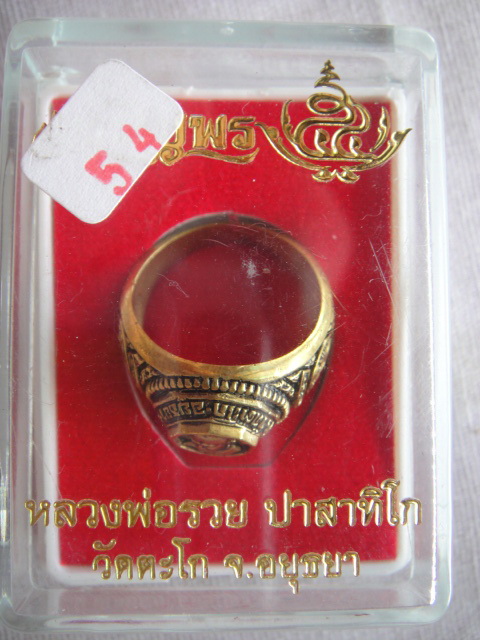 54
หลวงพ่อรวย ปาสาทิโก
วัดตะโก จ.อยุธยา